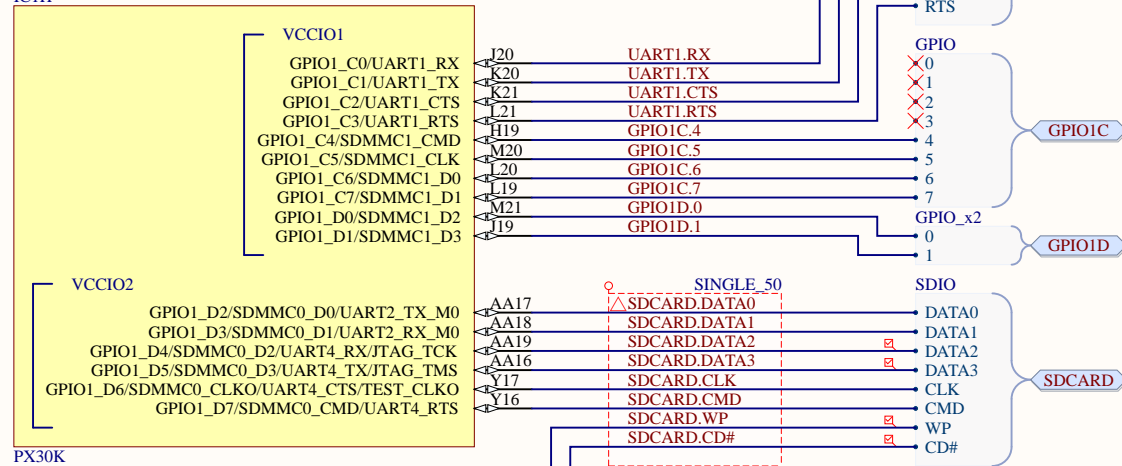 RTS
VCCIO1
GPIO
GPIO1_C0/UART1_RX J20 UART1.RX 0
GPIO1_C1/UART1_TX K20 UART1.TX 1
GPIO1_C2/UART1_CTS K21 UART1.CTS 2
GPIO1_C3/UART1_RTS L21 UART1.RTS 3
GPIO1_C4/SDMMC1_CMD H19 GPIO1C.4 4
GPIO1C
GPIO1_C5/SDMMC1_CLK M20 GPIO1C.5 5
GPIO1_C6/SDMMC1_D0 L20 GPIO1C.6 6
GPIO1_C7/SDMMC1_D1 L19 GPIO1C.7 7
GPIO1_D0/SDMMC1_D2 M21 GPIO1D.0
GPIO_x2
GPIO1_D1/SDMMC1_D3 J19 GPIO1D.1 0
GPIO1D
1
VCCIO2 SINGLE_50 SDIO
GPIO1_D2/SDMMC0_D0/UART2_TX_M0 AA17 SDCARD.DATA0 DATA0
GPIO1_D3/SDMMC0_D1/UART2_RX_M0 AA18 SDCARD.DATA1 DATA1
GPIO1_D4/SDMMC0_D2/UART4_RX/JTAG_TCK AA19 SDCARD.DATA2 DATA2
GPIO1_D5/SDMMC0_D3/UART4_TX/JTAG_TMS AA16 SDCARD.DATA3 DATA3
SDCARD
GPIO1_D6/SDMMC0_CLKO/UART4_CTS/TEST_CLKO Y17 SDCARD.CLK CLK
GPIO1_D7/SDMMC0_CMD/UART4_RTS Y16 SDCARD.CMD CMD
SDCARD.WP WP
SDCARD.CD# CD#
PX30K